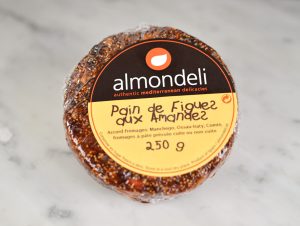 almondeli
authentic mediterranean delicacies
Pain de Figues
aux Amandes
Accord fromages: Manchego, Ossau-Iraty, Comté,
fromages à pâte pressée cuite ou non cuite.
250 g